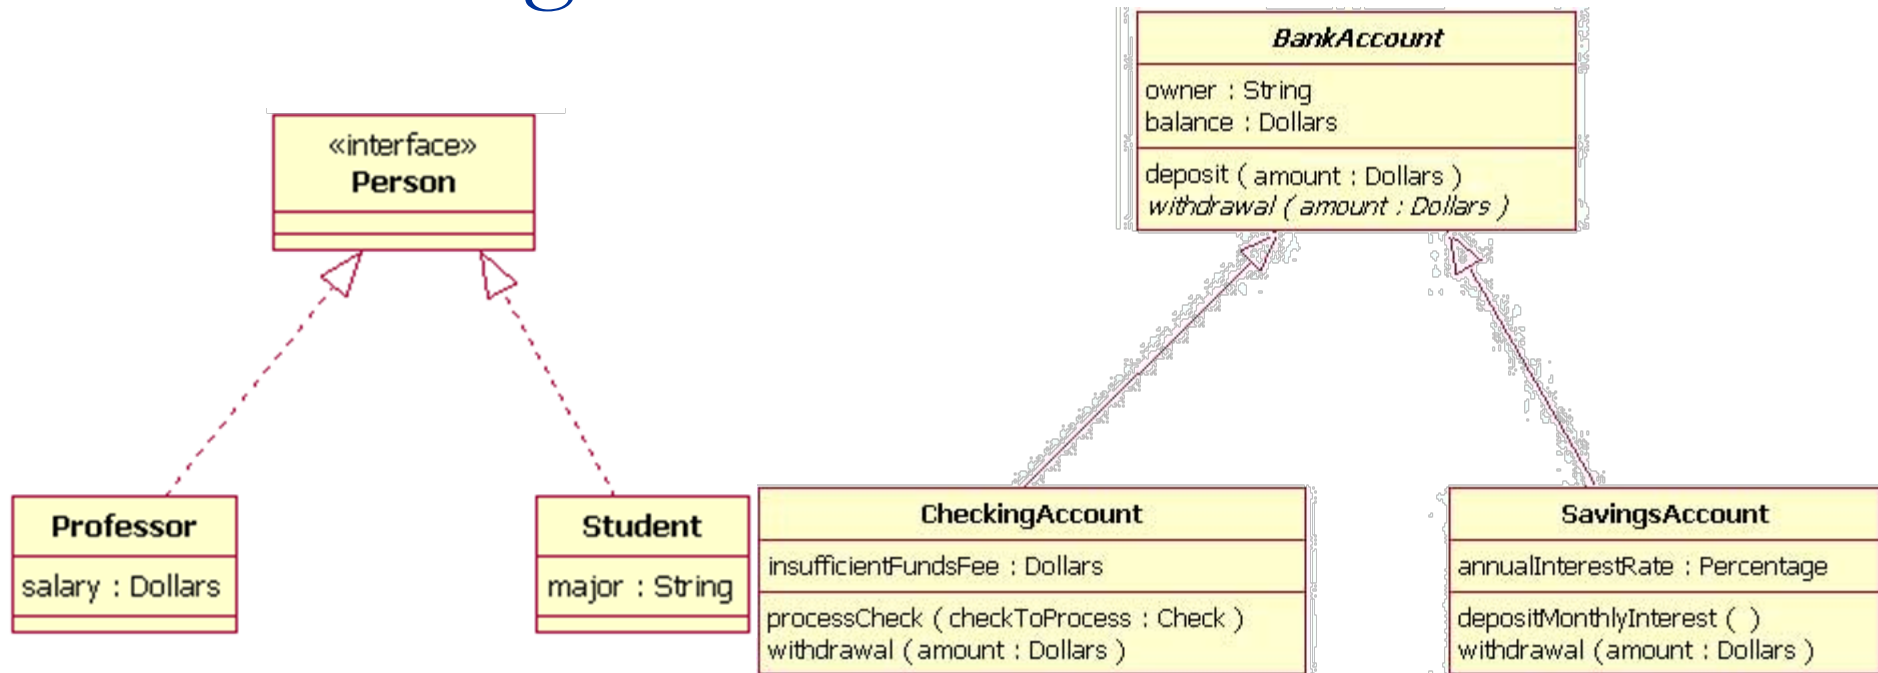 «interface»
Person
Professor
salary : Dollars
Student
major : String
BankAccount
owner : String
balance : Dollars
deposit ( amount : Dollars )
withdrawal ( amount : Dollars )
CheckingAccount
insufficientFundsFee : Dollars
processCheck ( checkToProcess : Check )
withdrawal ( amount : Dollars )
SavingsAccount
annualInterestRate : Percentage
depositMonthlyInterest ( )
withdrawal ( amount : Dollars )